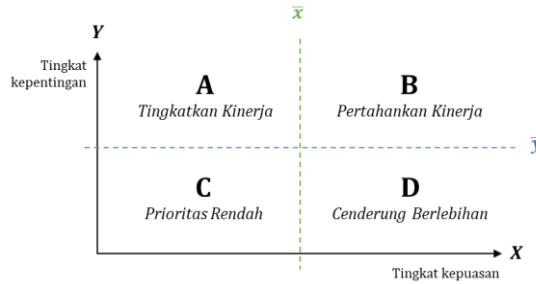 x̄
Y
Tingkat
kepentingan
A
Tingkatkan Kinerja
B
Pertahankan Kinerja
ȳ
C
Prioritas Rendah
D
Cenderung Berlebihan
X
Tingkat kepuasan